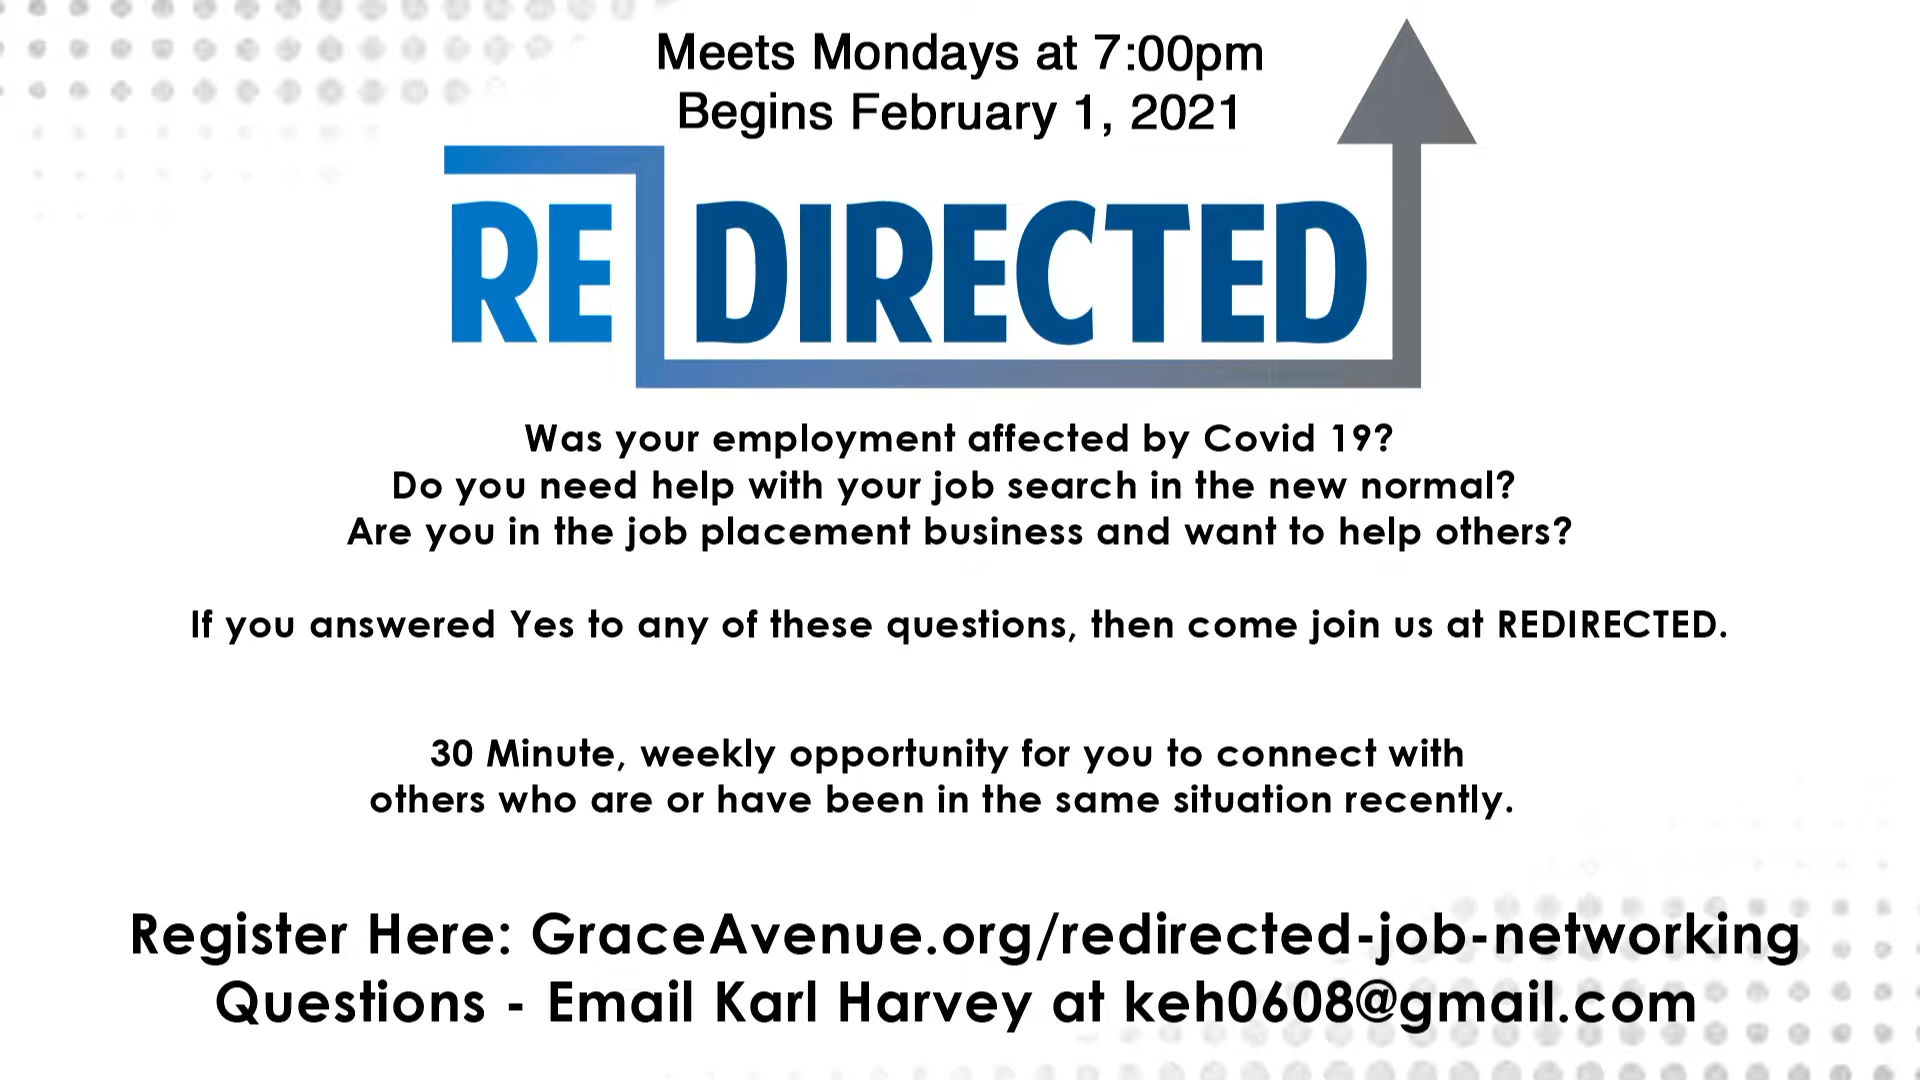 Meets Mondays at 7:00pm
Begins February 1, 2021
RE DIRECTED
Was your employment affected by Covid 19?
Do you need help with your job search in the new normal?
Are you in the job placement business and want to help others?
If you answered Yes to any of these questions, then come join us at REDIRECTED.
30 Minute, weekly opportunity for you to connect with
others who are or have been in the same situation recently.
Register Here: GraceAvenue.org/redirected-job-networking
Questions - Email Karl Harvey at keh0608@gmail.com